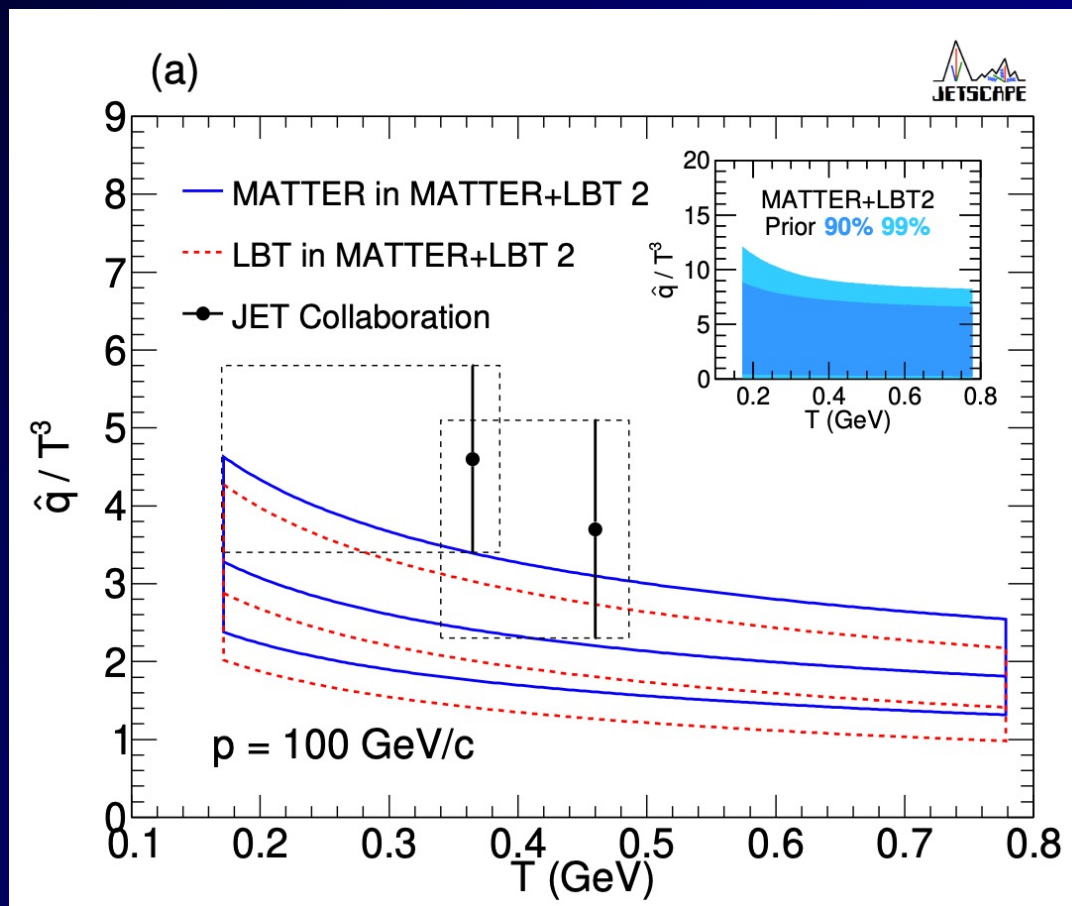 (a)
JETSCAPE
MATTER in MATTER+LBT 2
LBT in MATTER+LBT 2
JET Collaboration
9
8
7
6
5
4
3
2
1
0
q̂ / T³
p = 100 GeV/c
0.1 0.2 0.3 0.4 0.5 0.6 0.7 0.8
T (GeV)
MATTER+LBT2
Prior 90% 99%
20
15
10
5
0
q̂ / T³
0.2 0.4 0.6 0.8
T (GeV)